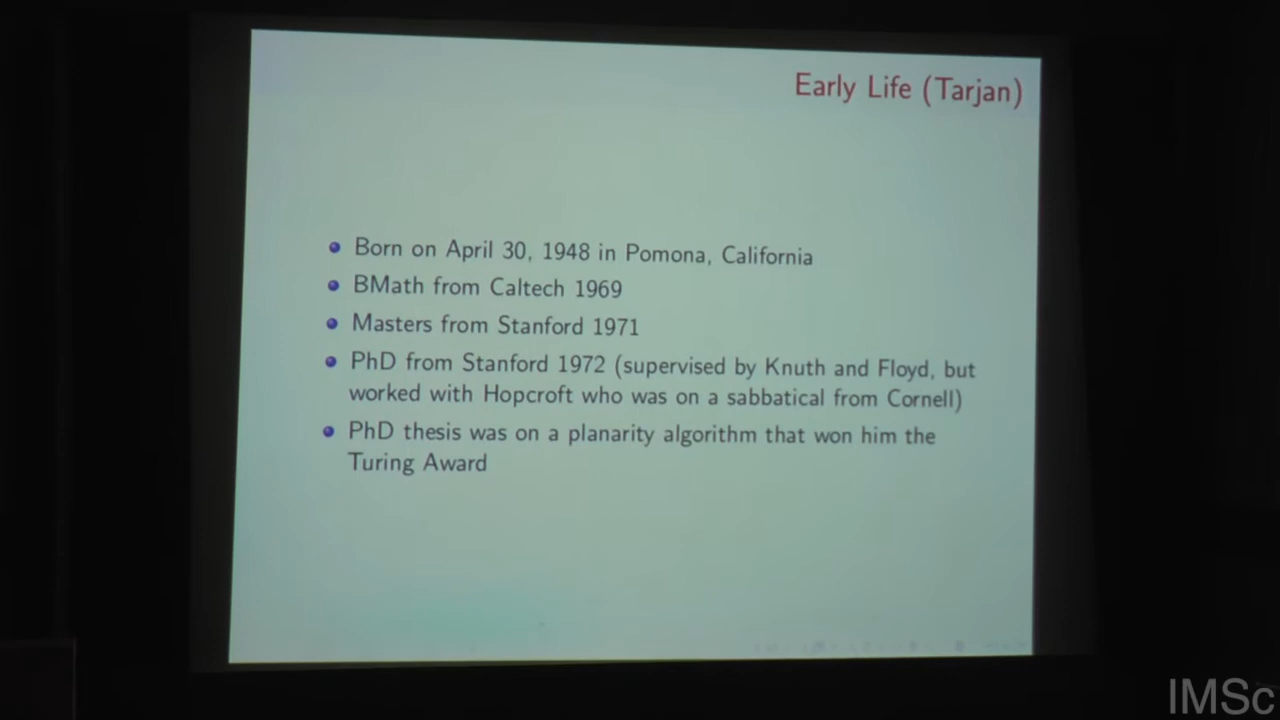 Early Life (Tarjan)
Born on April 30, 1948 in Pomona, California
BMath from Caltech 1969
Masters from Stanford 1971
PhD from Stanford 1972 (supervised by Knuth and Floyd, but
worked with Hopcroft who was on a sabbatical from Cornell)
PhD thesis was on a planarity algorithm that won him the
Turing Award
IMSc